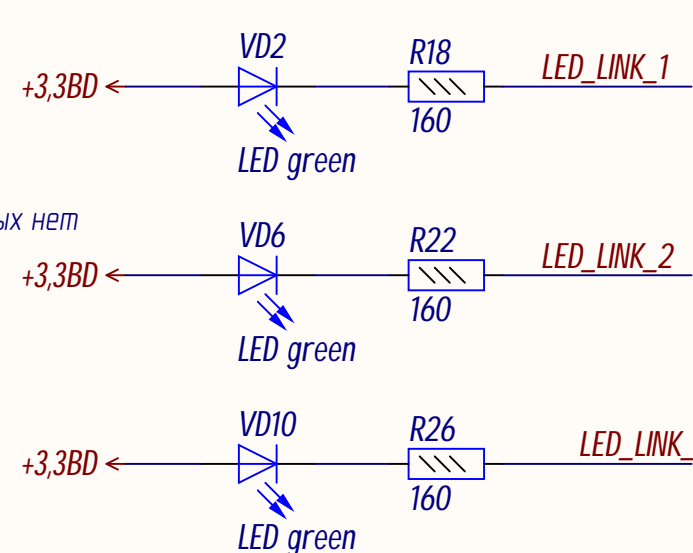 VD2
R18
LED_LINK_1
+3,3BD
160
LED green
нет
VD6
R22
LED_LINK_2
+3,3BD
160
LED green
VD10
R26
LED_LINK_
+3,3BD
160
LED green